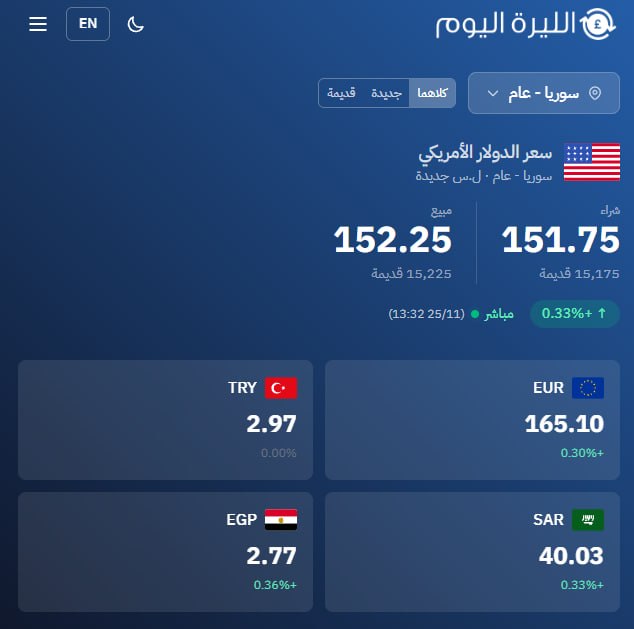 الليرة اليوم
EN
سوريا - عام
كلاهما جديدة قديمة
سعر الدولار الأمريكي
سوريا - عام · ل.س جديدة
شراء مبيع
151.75 152.25
15,175 قديمة 15,225 قديمة
↑ +0.33% مباشر (25/11 13:32)
EUR TRY
165.10 2.97
+0.30% 0.00%
SAR EGP
40.03 2.77
+0.33% +0.36%